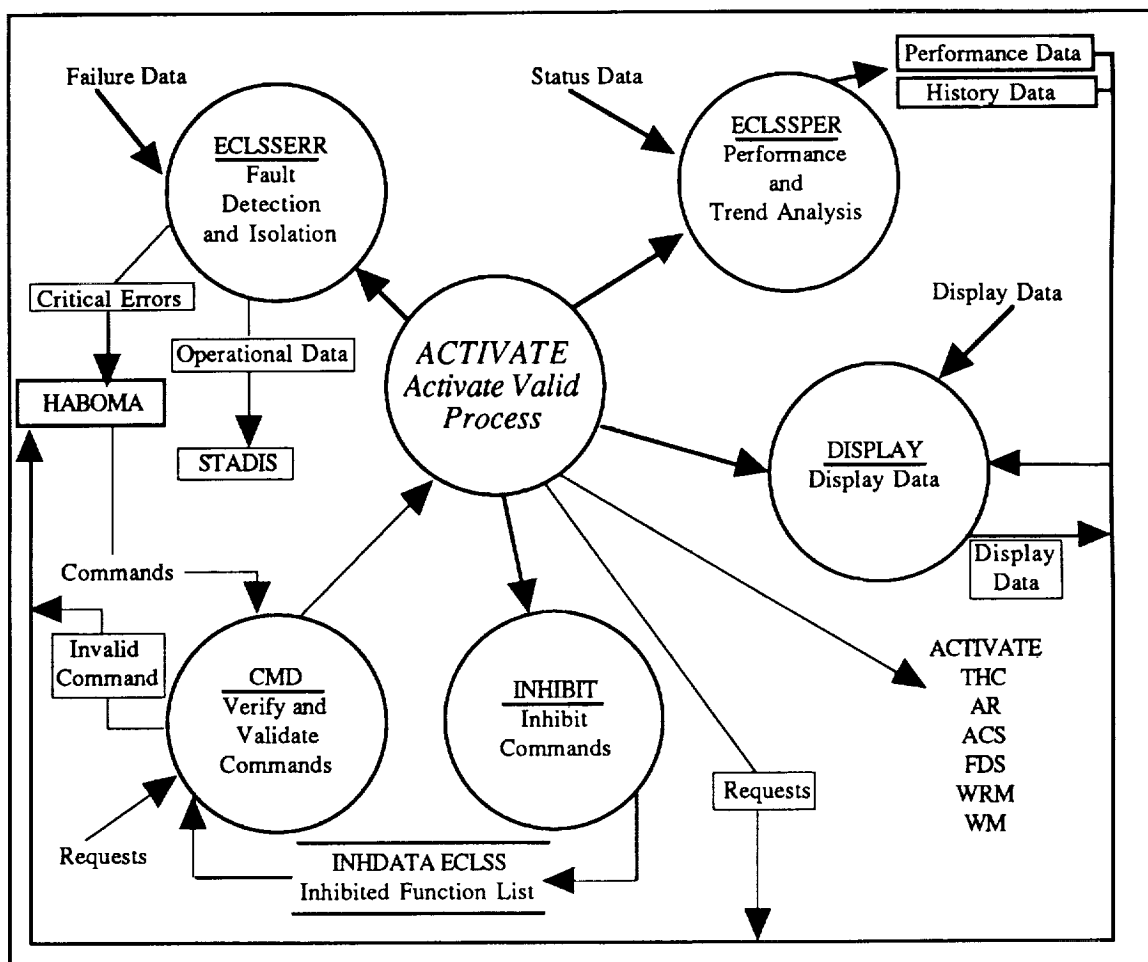 Failure Data
Status Data
Performance Data
History Data
ECLSSERR
Fault
Detection
and Isolation
ECLSSPER
Performance
and
Trend Analysis
Critical Errors
Operational Data
HABOMA
STADIS
ACTIVATE
Activate Valid
Process
Display Data
DISPLAY
Display Data
Display
Data
Commands
Invalid
Command
CMD
Verify and
Validate
Commands
INHIBIT
Inhibit
Commands
Requests
ACTIVATE
THC
AR
ACS
FDS
WRM
WM
Requests
INHDATA ECLSS
Inhibited Function List